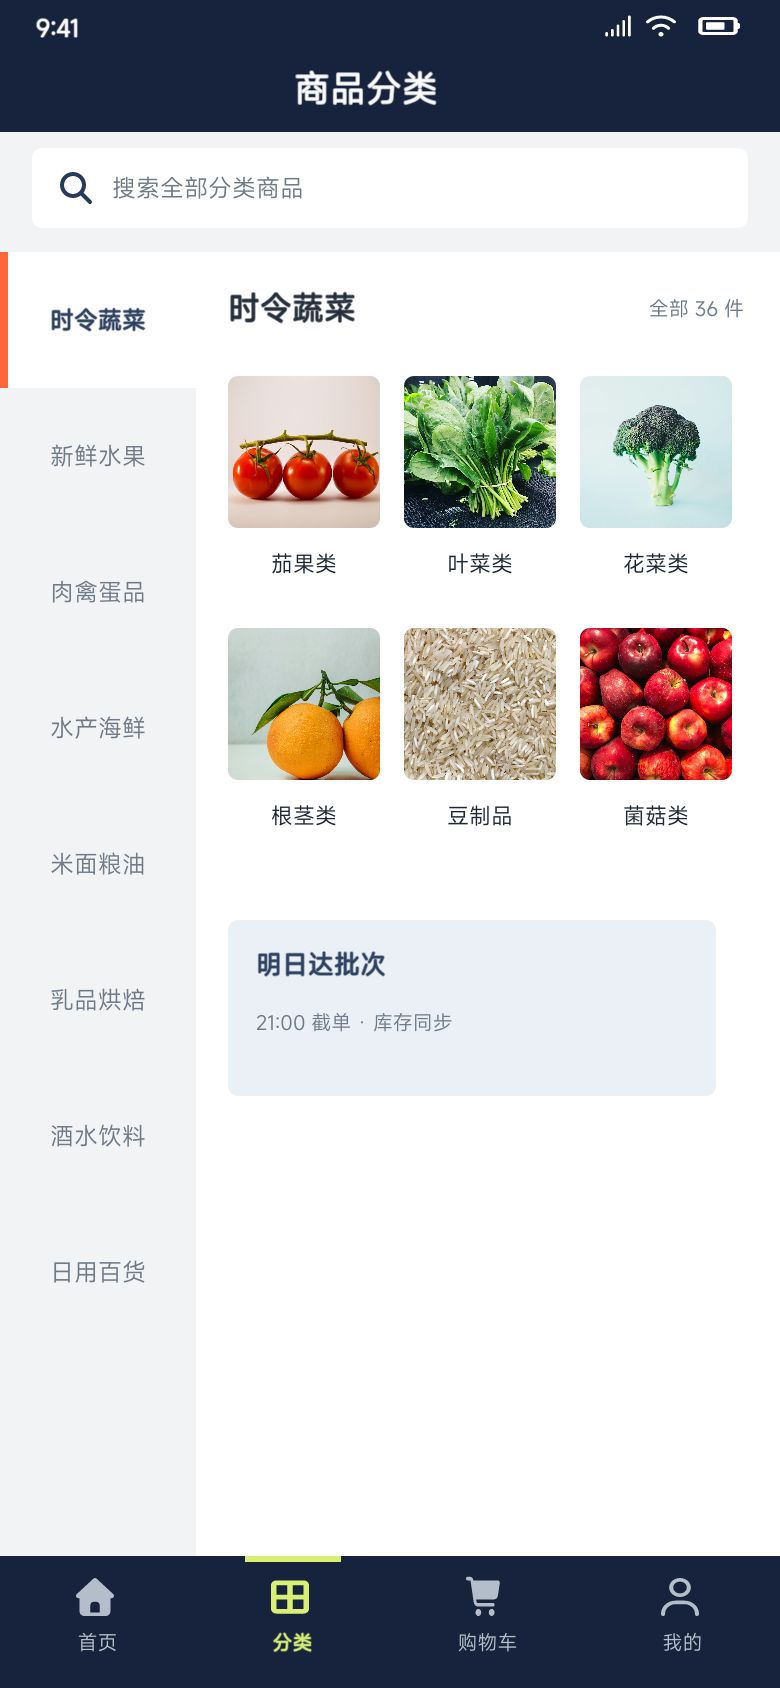 9:41
商品分类
搜索全部分类商品
时令蔬菜
新鲜水果
肉禽蛋品
水产海鲜
米面粮油
乳品烘焙
酒水饮料
日用百货
时令蔬菜
全部 36 件
茄果类
叶菜类
花菜类
根茎类
豆制品
菌菇类
明日达批次
21:00 截单 · 库存同步
首页
分类
购物车
我的